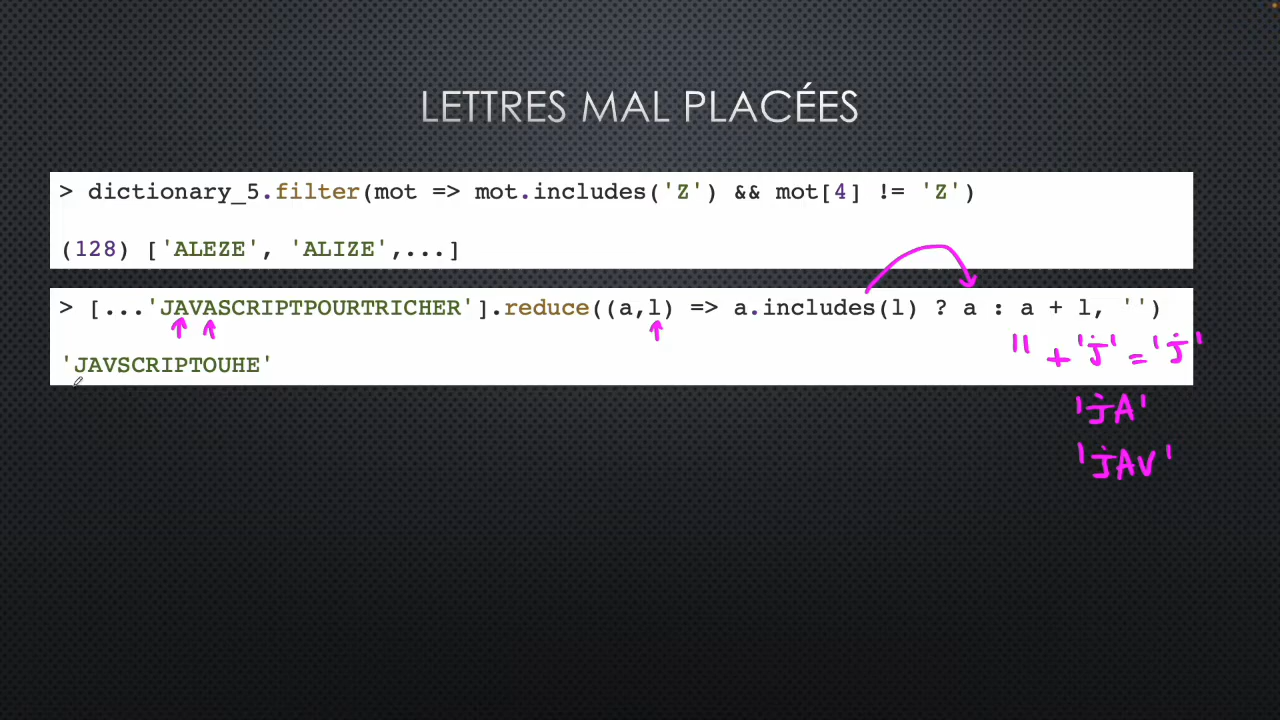 LETTRES MAL PLACÉES
> dictionary_5.filter(mot => mot.includes('Z') && mot[4] != 'Z')
(128) ['ALEZE', 'ALIZE',...]
> [...'JAVASCRIPTPOURTRICHER'].reduce((a,l) => a.includes(l) ? a : a + l, '')
'JAVSCRIPTOUHE'
'' + 'j' = 'j'
'jA'
'jAV'